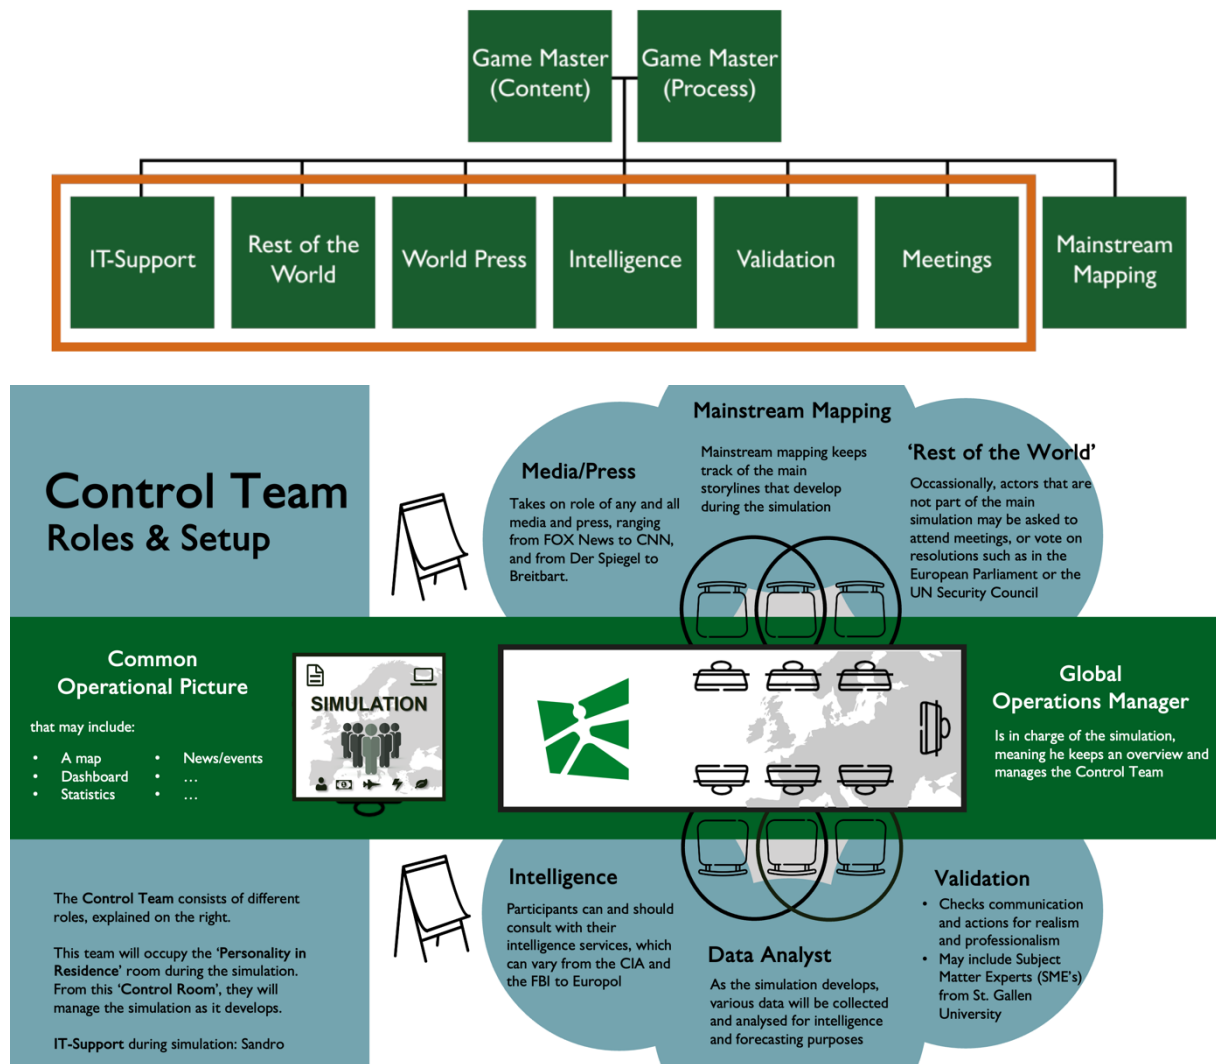 Game Master
(Content)
Game Master
(Process)
IT-Support
Rest of the
World
World Press
Intelligence
Validation
Meetings
Mainstream
Mapping
Control Team
Roles & Setup
Media/Press
Takes on role of any and all
media and press, ranging
from FOX News to CNN,
and from Der Spiegel to
Breitbart.
Mainstream Mapping
Mainstream mapping keeps
track of the main
storylines that develop
during the simulation
'Rest of the World'
Occassionally, actors that are
not part of the main
simulation may be asked to
attend meetings, or vote on
resolutions such as in the
European Parliament or the
UN Security Council
Common
Operational Picture
that may include:
• A map
• Dashboard
• Statistics
• News/events
• ...
• ...
SIMULATION
Global
Operations Manager
Is in charge of the simulation,
meaning he keeps an overview and
manages the Control Team
The Control Team consists of different
roles, explained on the right.
This team will occupy the 'Personality in
Residence' room during the simulation.
From this 'Control Room', they will
manage the simulation as it develops.
IT-Support during simulation: Sandro
Intelligence
Participants can and should
consult with their
intelligence services, which
can vary from the CIA and
the FBI to Europol
Data Analyst
As the simulation develops,
various data will be collected
and analysed for intelligence
and forecasting purposes
Validation
• Checks communication
and actions for realism
and professionalism
• May include Subject
Matter Experts (SME's)
from St. Gallen
University